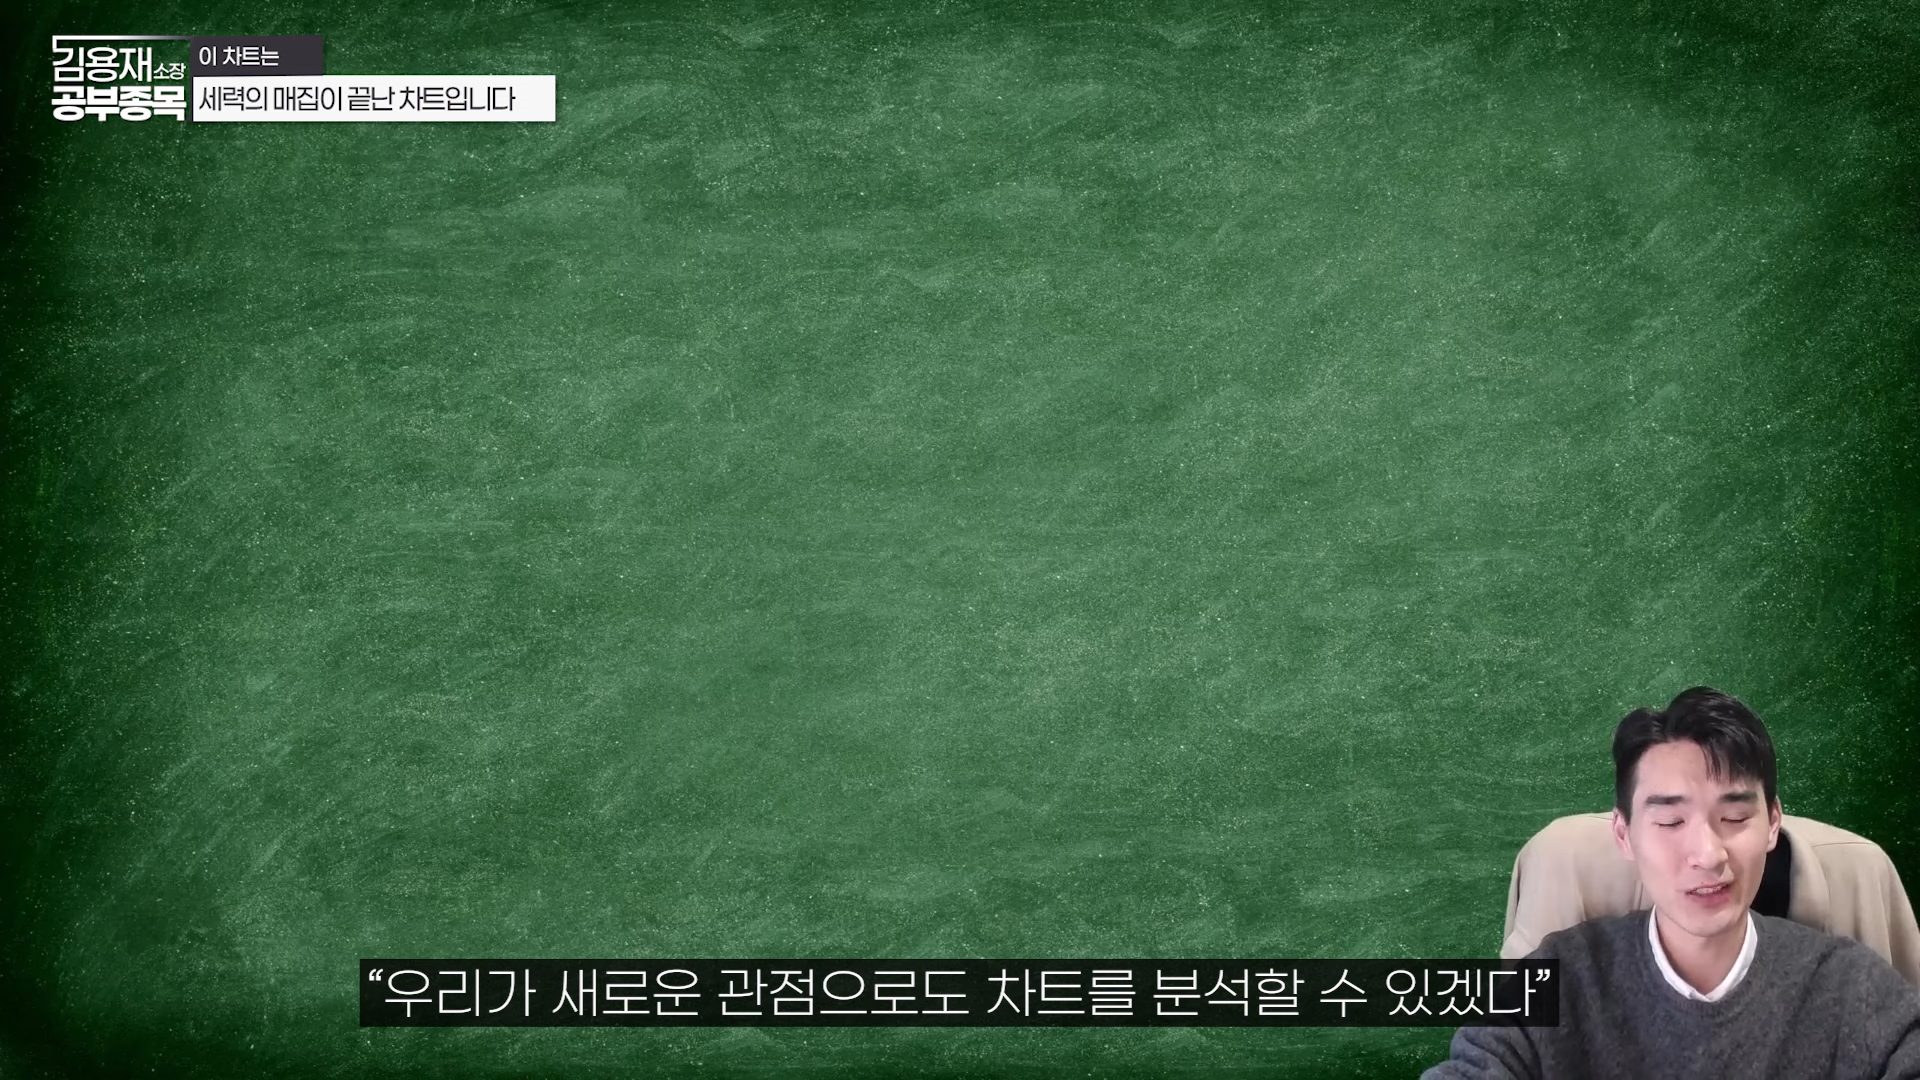 김용재 소장
공부종목
이 차트는
세력의 매집이 끝난 차트입니다
“우리가 새로운 관점으로도 차트를 분석할 수 있겠다”